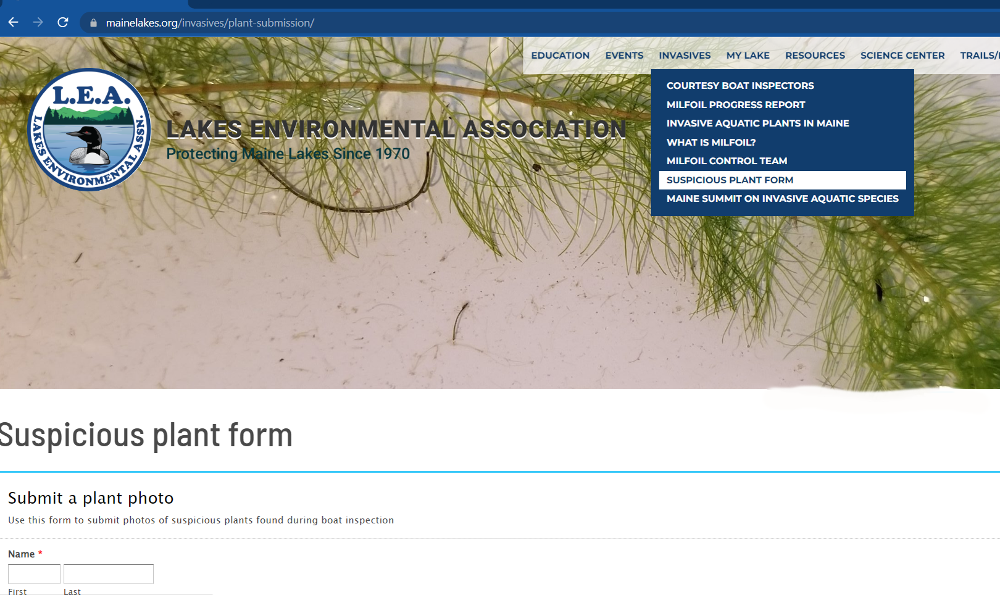 mainelakes.org/invasives/plant-submission/
EDUCATION EVENTS INVASIVES MY LAKE RESOURCES SCIENCE CENTER TRAILS/
COURTESY BOAT INSPECTORS
MILFOIL PROGRESS REPORT
INVASIVE AQUATIC PLANTS IN MAINE
WHAT IS MILFOIL?
MILFOIL CONTROL TEAM
SUSPICIOUS PLANT FORM
MAINE SUMMIT ON INVASIVE AQUATIC SPECIES
L.E.A.
LAKES ENVIRONMENTAL ASSN.
LAKES ENVIRONMENTAL ASSOCIATION
Protecting Maine Lakes Since 1970
Suspicious plant form
Submit a plant photo
Use this form to submit photos of suspicious plants found during boat inspection
Name *
First Last